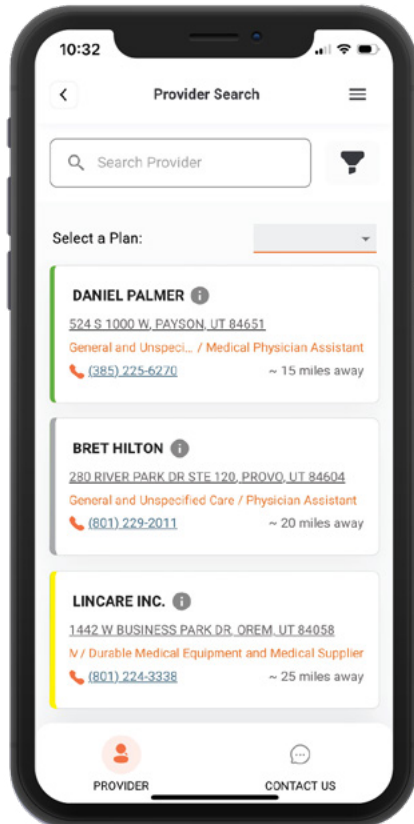 10:32
Provider Search
Search Provider
Select a Plan:
DANIEL PALMER
524 S 1000 W, PAYSON, UT 84651
General and Unspeci... / Medical Physician Assistant
(385) 225-6270 ~ 15 miles away
BRET HILTON
280 RIVER PARK DR STE 120, PROVO, UT 84604
General and Unspecified Care / Physician Assistant
(801) 229-2011 ~ 20 miles away
LINCARE INC.
1442 W BUSINESS PARK DR, OREM, UT 84058
/ Durable Medical Equipment and Medical Supplier
(801) 224-3338 ~ 25 miles away
PROVIDER CONTACT US